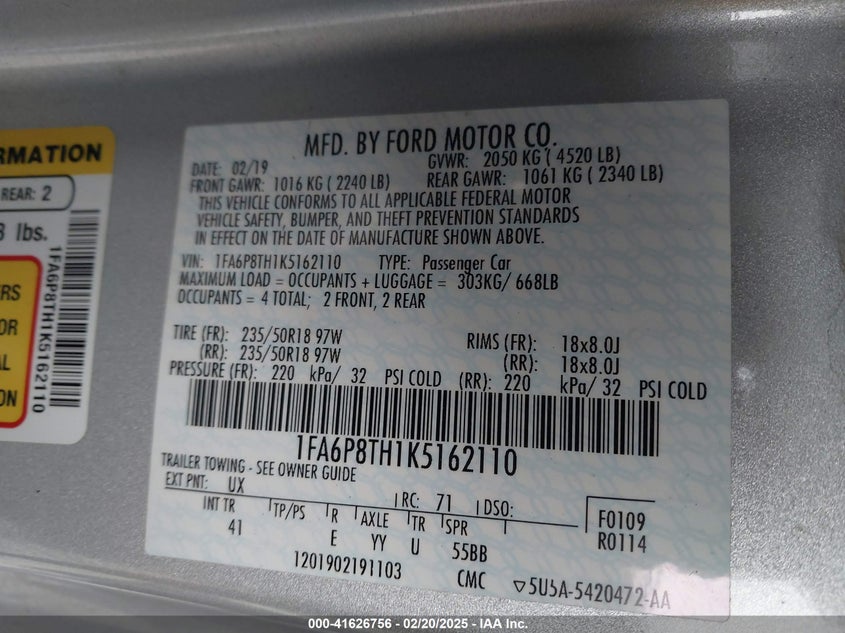 RMATION
REAR: 2
lbs.
ERS
OR
AL
ON
1FA6P8TH1K5162110
MFD. BY FORD MOTOR CO.
DATE: 02/19 GVWR: 2050 KG ( 4520 LB)
FRONT GAWR: 1016 KG ( 2240 LB) REAR GAWR: 1061 KG ( 2340 LB)
THIS VEHICLE CONFORMS TO ALL APPLICABLE FEDERAL MOTOR
VEHICLE SAFETY, BUMPER, AND THEFT PREVENTION STANDARDS
IN EFFECT ON THE DATE OF MANUFACTURE SHOWN ABOVE.
VIN: 1FA6P8TH1K5162110 TYPE: Passenger Car
MAXIMUM LOAD = OCCUPANTS + LUGGAGE = 303KG/ 668LB
OCCUPANTS = 4 TOTAL; 2 FRONT, 2 REAR
TIRE (FR): 235/50R18 97W RIMS (FR): 18x8.0J
(RR): 235/50R18 97W (RR): 18x8.0J
PRESSURE (FR): 220 kPa/ 32 PSI COLD (RR): 220 kPa/ 32 PSI COLD
1FA6P8TH1K5162110
TRAILER TOWING - SEE OWNER GUIDE
EXT PNT: UX RC: 71 DSO:
INT TR TP/PS R AXLE TR SPR F0109
41 E YY U 55BB R0114
1201902191103 CMC ▽5U5A-5420472-AA
000-41626756 - 02/20/2025 - IAA Inc.